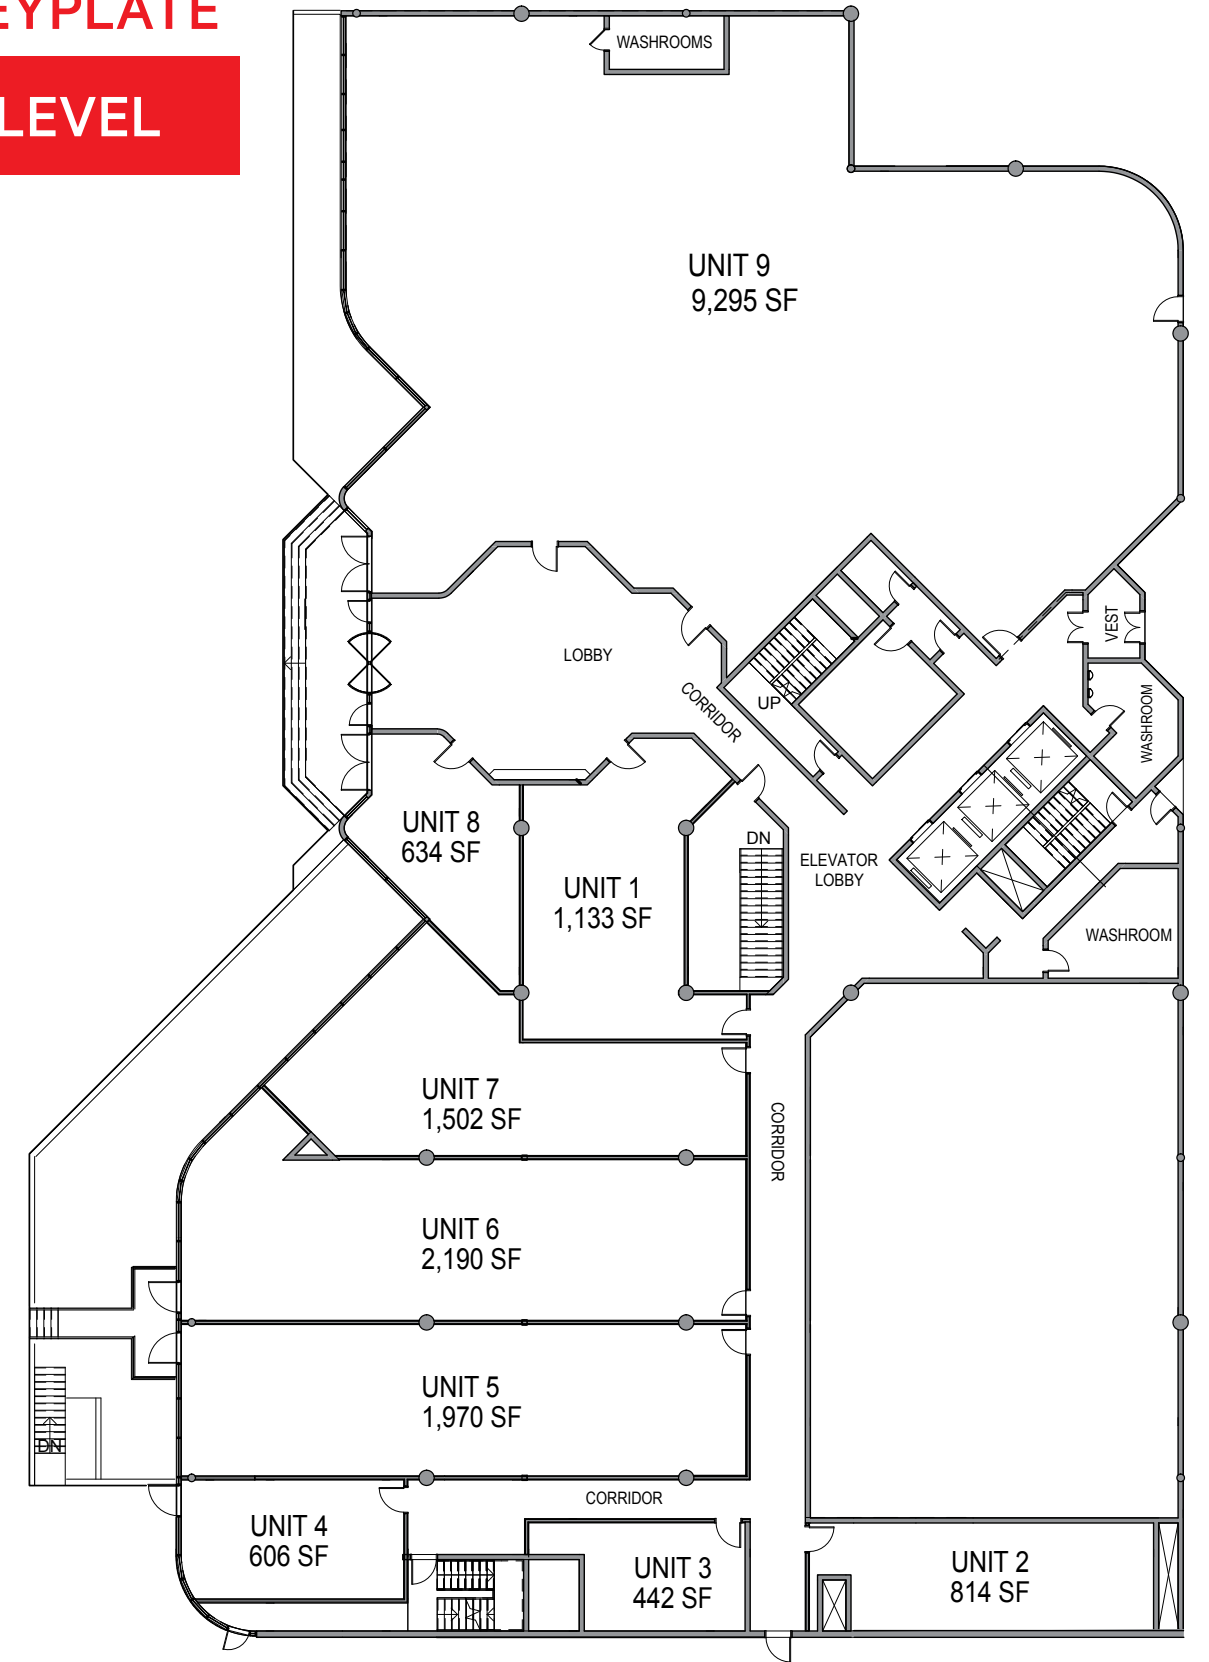 EYPLATE
LEVEL
WASHROOMS
UNIT 9
9,295 SF
VEST
LOBBY
CORRIDOR
UP
WASHROOM
UNIT 8
634 SF
DN
ELEVATOR
LOBBY
UNIT 1
1,133 SF
WASHROOM
UNIT 7
1,502 SF
CORRIDOR
UNIT 6
2,190 SF
UNIT 5
1,970 SF
DN
CORRIDOR
UNIT 4
606 SF
UNIT 3
442 SF
UNIT 2
814 SF